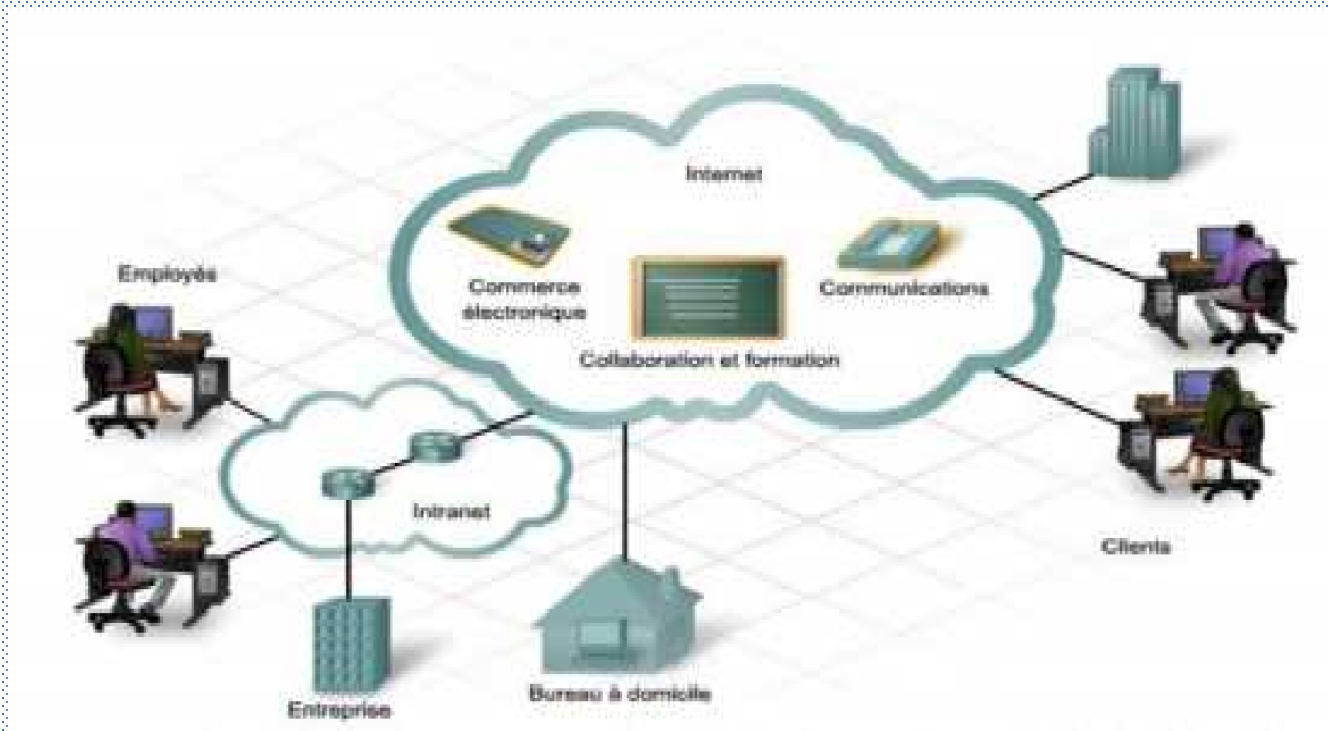 Internet
Employés
Commerce
électronique
Communications
Collaboration et formation
Intranet
Clients
Bureau à domicile
Entreprise